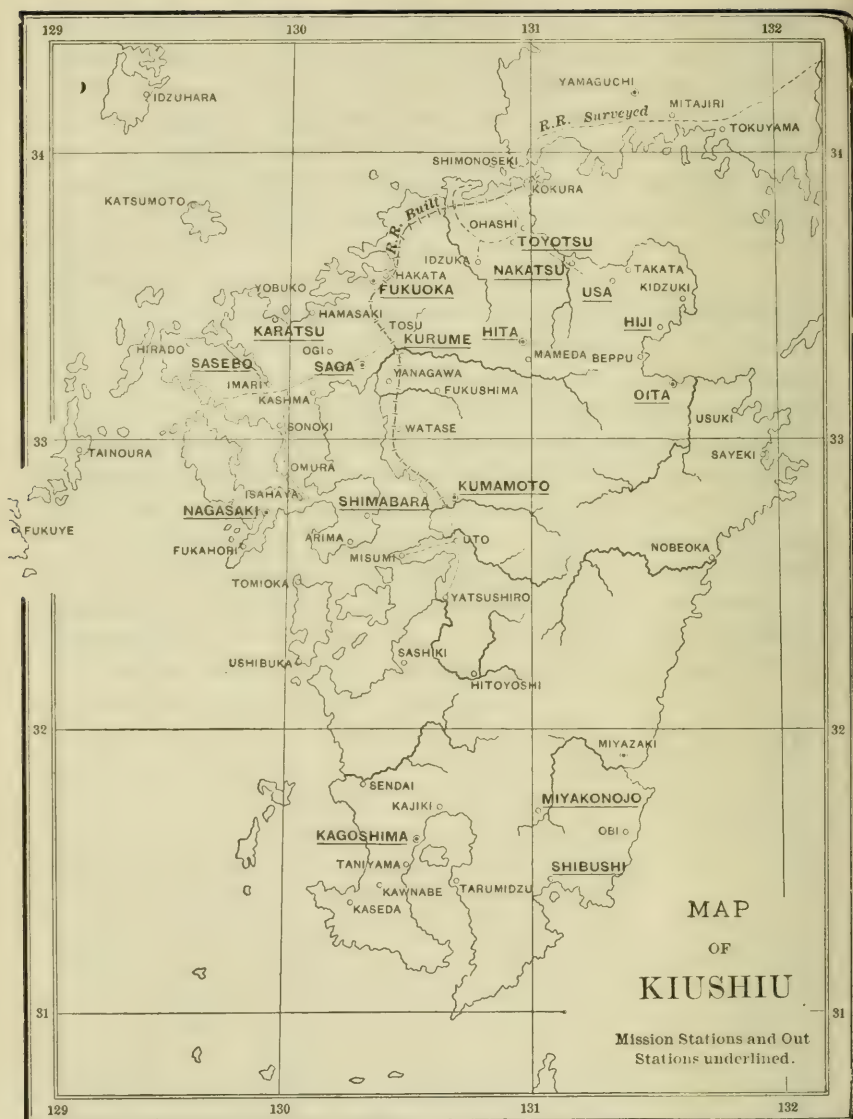 129 130 131 132
IDZUHARA
YAMAGUCHI
MITAJIRI
R.R. Surveyed
TOKUYAMA
34 34
SHIMONOSEKI
KOKURA
KATSUMOTO
R.R. Built
OHASHI
TOYOTSU
IDZUKA
NAKATSU
TAKATA
HAKATA
USA
KIDZUKI
FUKUOKA
YOBUKO
HAMASAKI
TOSU
HIJI
KARATSU
KURUME
HITA
HIRADO
OGI
MAMEDA
BEPPU
SASEBO
SAGA
YANAGAWA
IMARI
FUKUSHIMA
OITA
KASHMA
USUKI
SONOKI
WATASE
33
SAYEKI
33
TAINOURA
OMURA
ISAHAYA
KUMAMOTO
NAGASAKI
SHIMABARA
FUKUYE
ARIMA
UTO
FUKAHORI
MISUMI
NOBEOKA
TOMIOKA
YATSUSHIRO
USHIBUKA
SASHIKI
HITOYOSHI
32 32
MIYAZAKI
SENDAI
KAJIKI
MIYAKONOJO
KAGOSHIMA
OBI
TANIYAMA
SHIBUSHI
KAWNABE
TARUMIDZU
KASEDA
MAP
OF
KIUSHIU
31 31
Mission Stations and Out
Stations underlined.
129 130 131 132